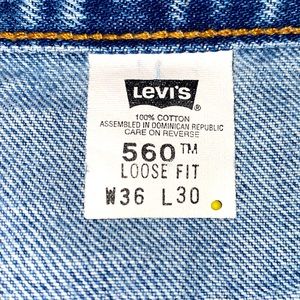 LEVI'S®
100% COTTON
ASSEMBLED IN DOMINICAN REPUBLIC
CARE ON REVERSE
560™
LOOSE FIT
W36 L30